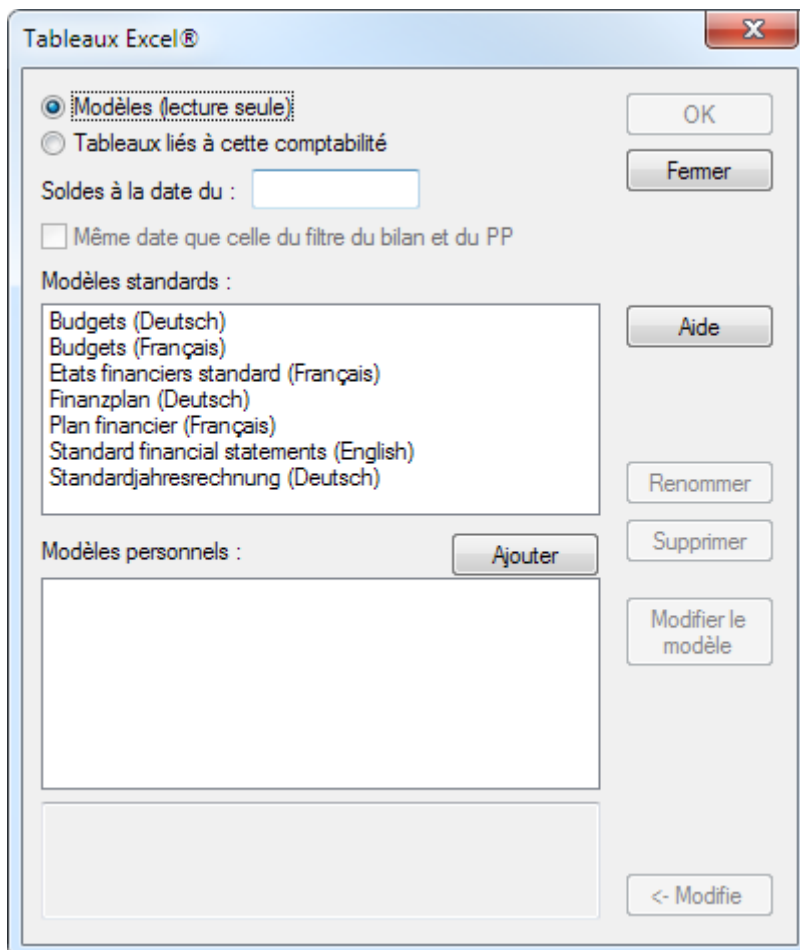 Tableaux Excel®
Modèles (lecture seule)
OK
Tableaux liés à cette comptabilité
Fermer
Soldes à la date du :
Même date que celle du filtre du bilan et du PP
Modèles standards :
Budgets (Deutsch)
Aide
Budgets (Français)
Etats financiers standard (Français)
Finanzplan (Deutsch)
Plan financier (Français)
Standard financial statements (English)
Standardjahresrechnung (Deutsch)
Renommer
Supprimer
Modèles personnels :
Ajouter
Modifier le
modèle
<- Modifie